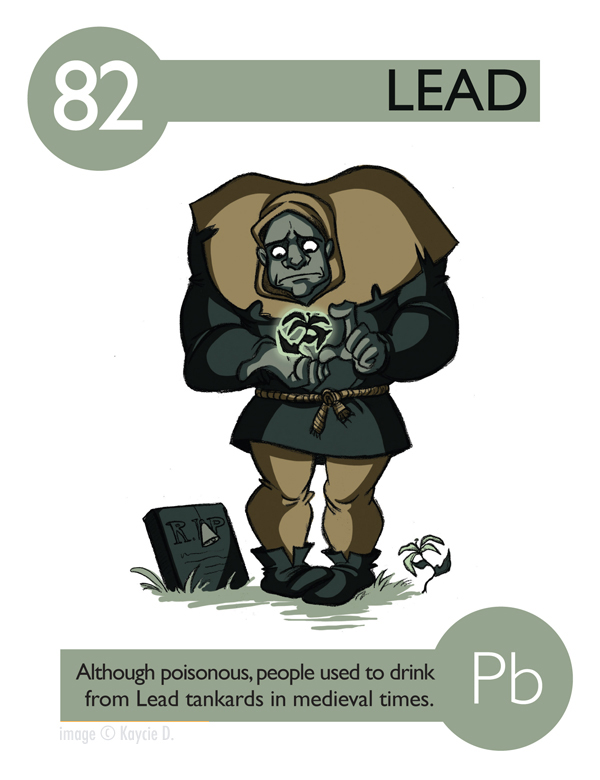 82
LEAD
R.I.P
Although poisonous, people used to drink
from Lead tankards in medieval times.
Pb
image © Kaycie D.